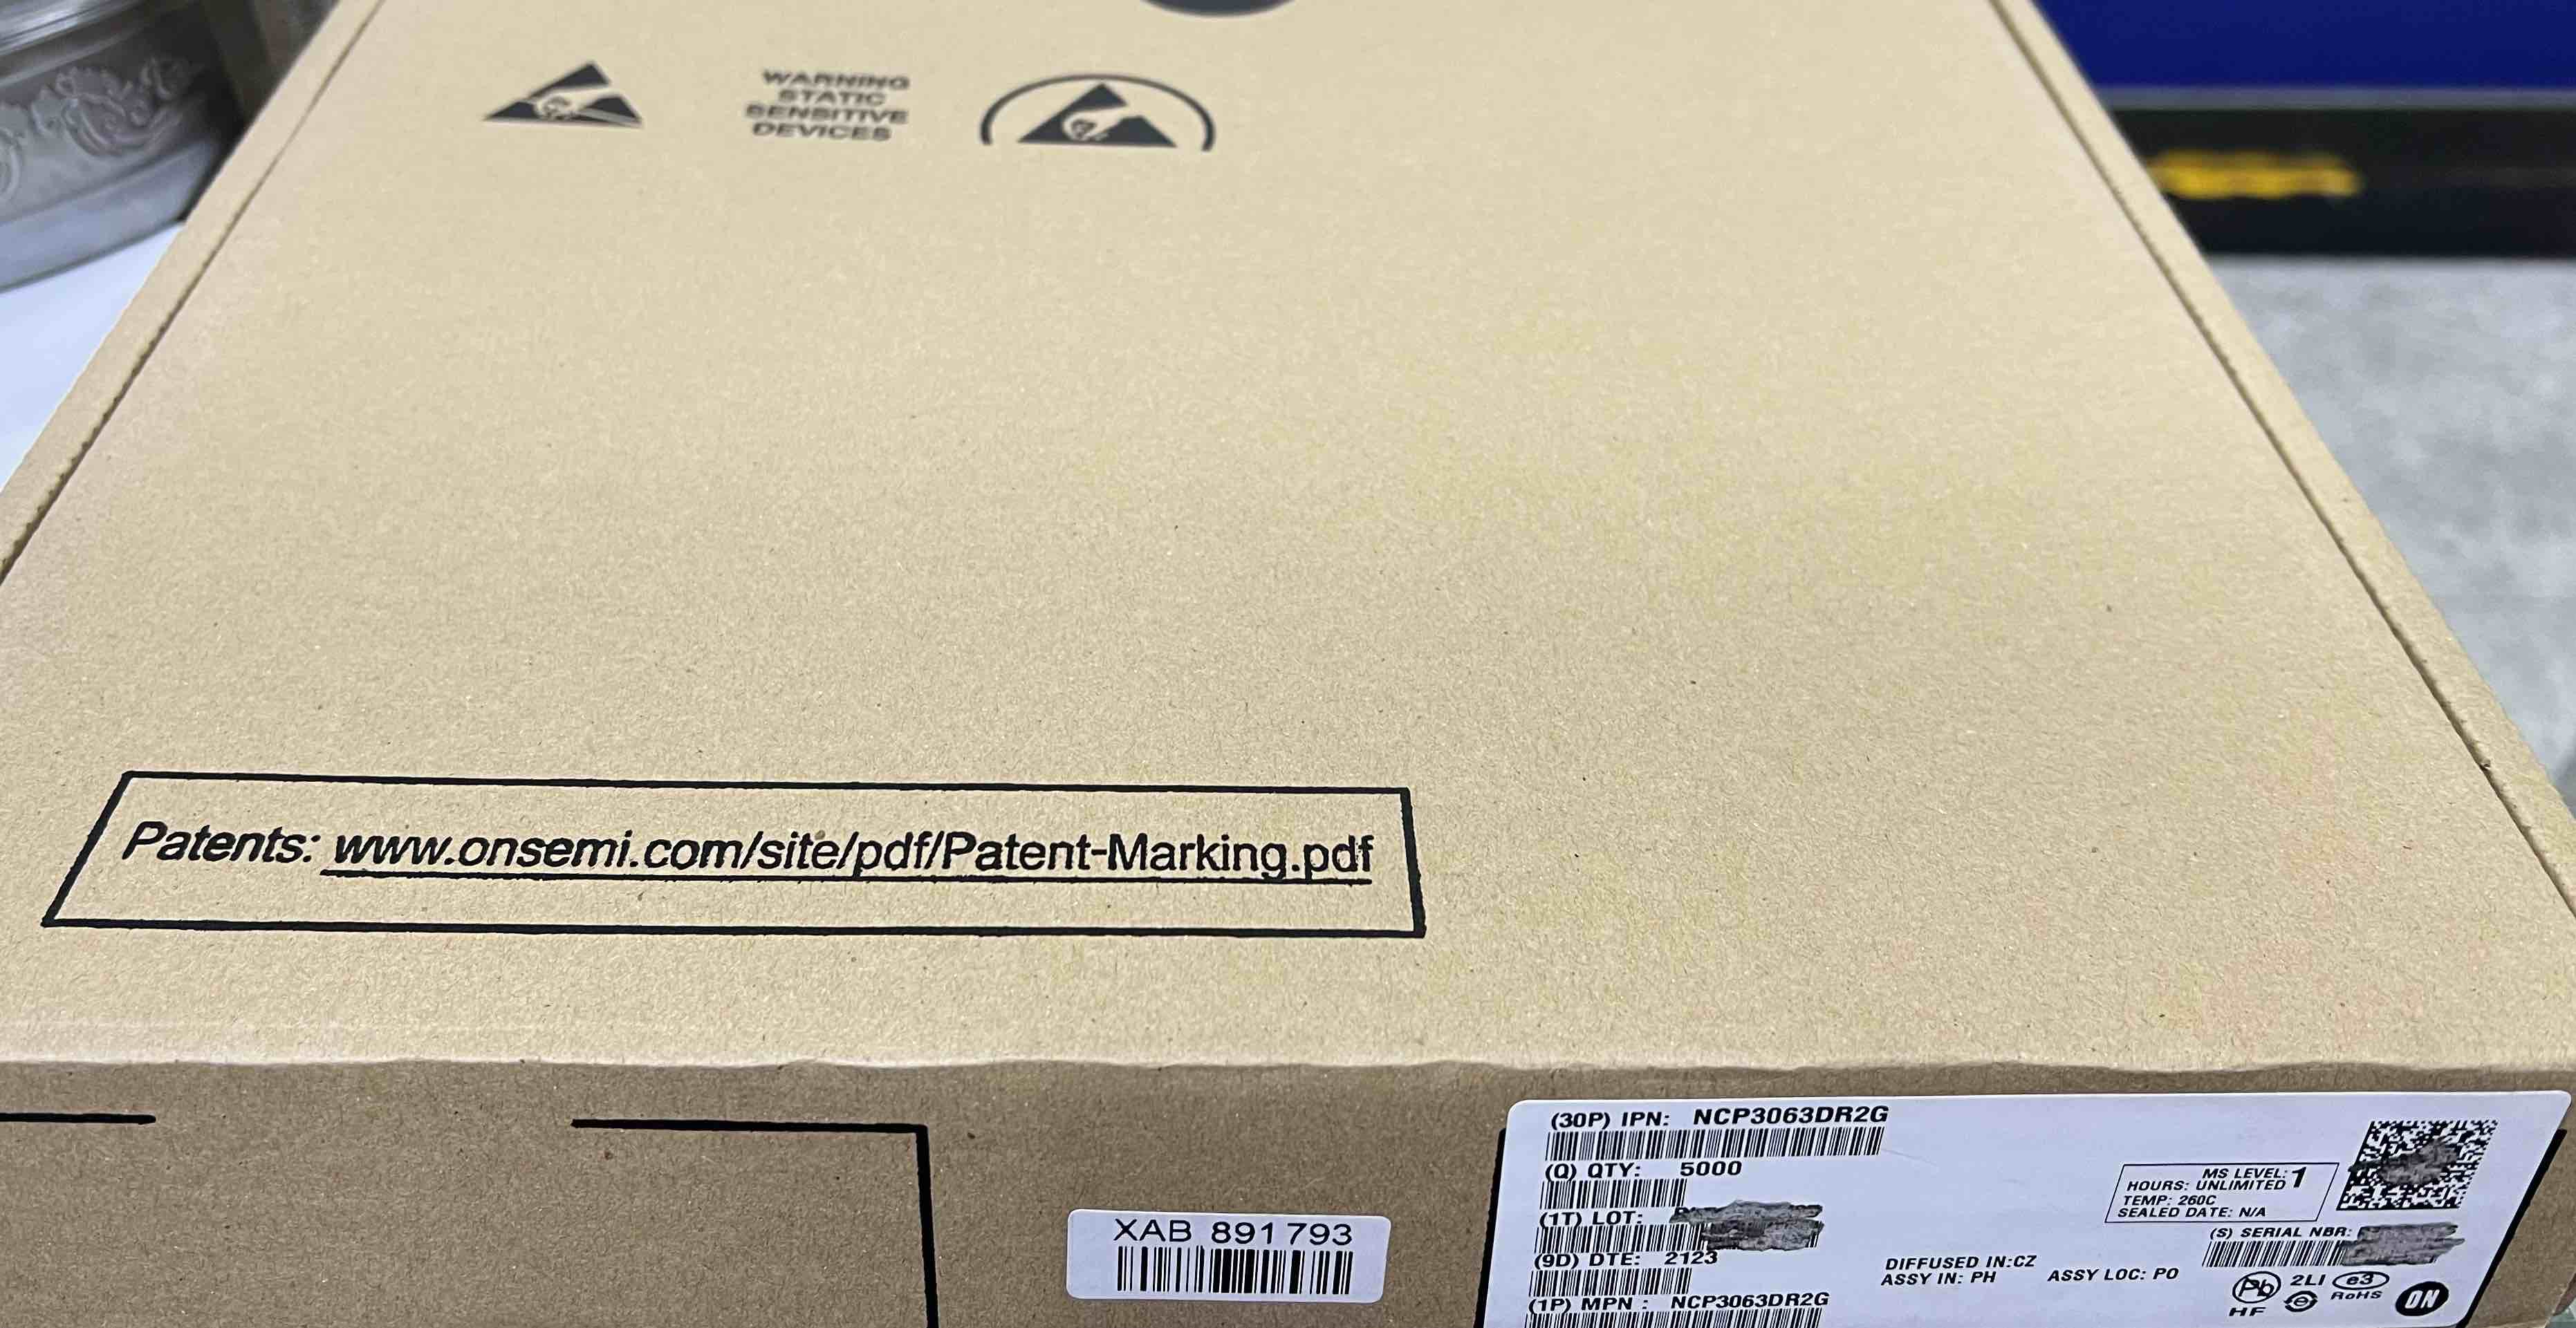 WARNING
STATIC
SENSITIVE
DEVICES
Patents: www.onsemi.com/site/pdf/Patent-Marking.pdf
XAB 891793
(30P) IPN: NCP3063DR2G
(Q) QTY: 5000
(1T) LOT:
(9D) DTE: 2123
(1P) MPN : NCP3063DR2G
DIFFUSED IN:CZ
ASSY IN: PH
ASSY LOC: PO
MS LEVEL: 1
HOURS: UNLIMITED
TEMP: 260C
SEALED DATE: N/A
(S) SERIAL NBR:
Pb
HF
2LI
e
e3
RoHS
ON